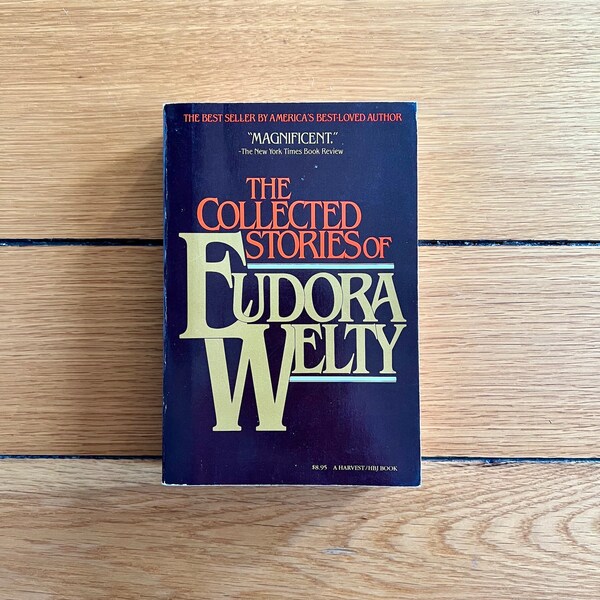 THE BEST SELLER BY AMERICA'S BEST-LOVED AUTHOR
"MAGNIFICENT."
-The New York Times Book Review
THE
COLLECTED
STORIES OF
EUDORA
WELTY
$8.95 A HARVEST/HBJ BOOK